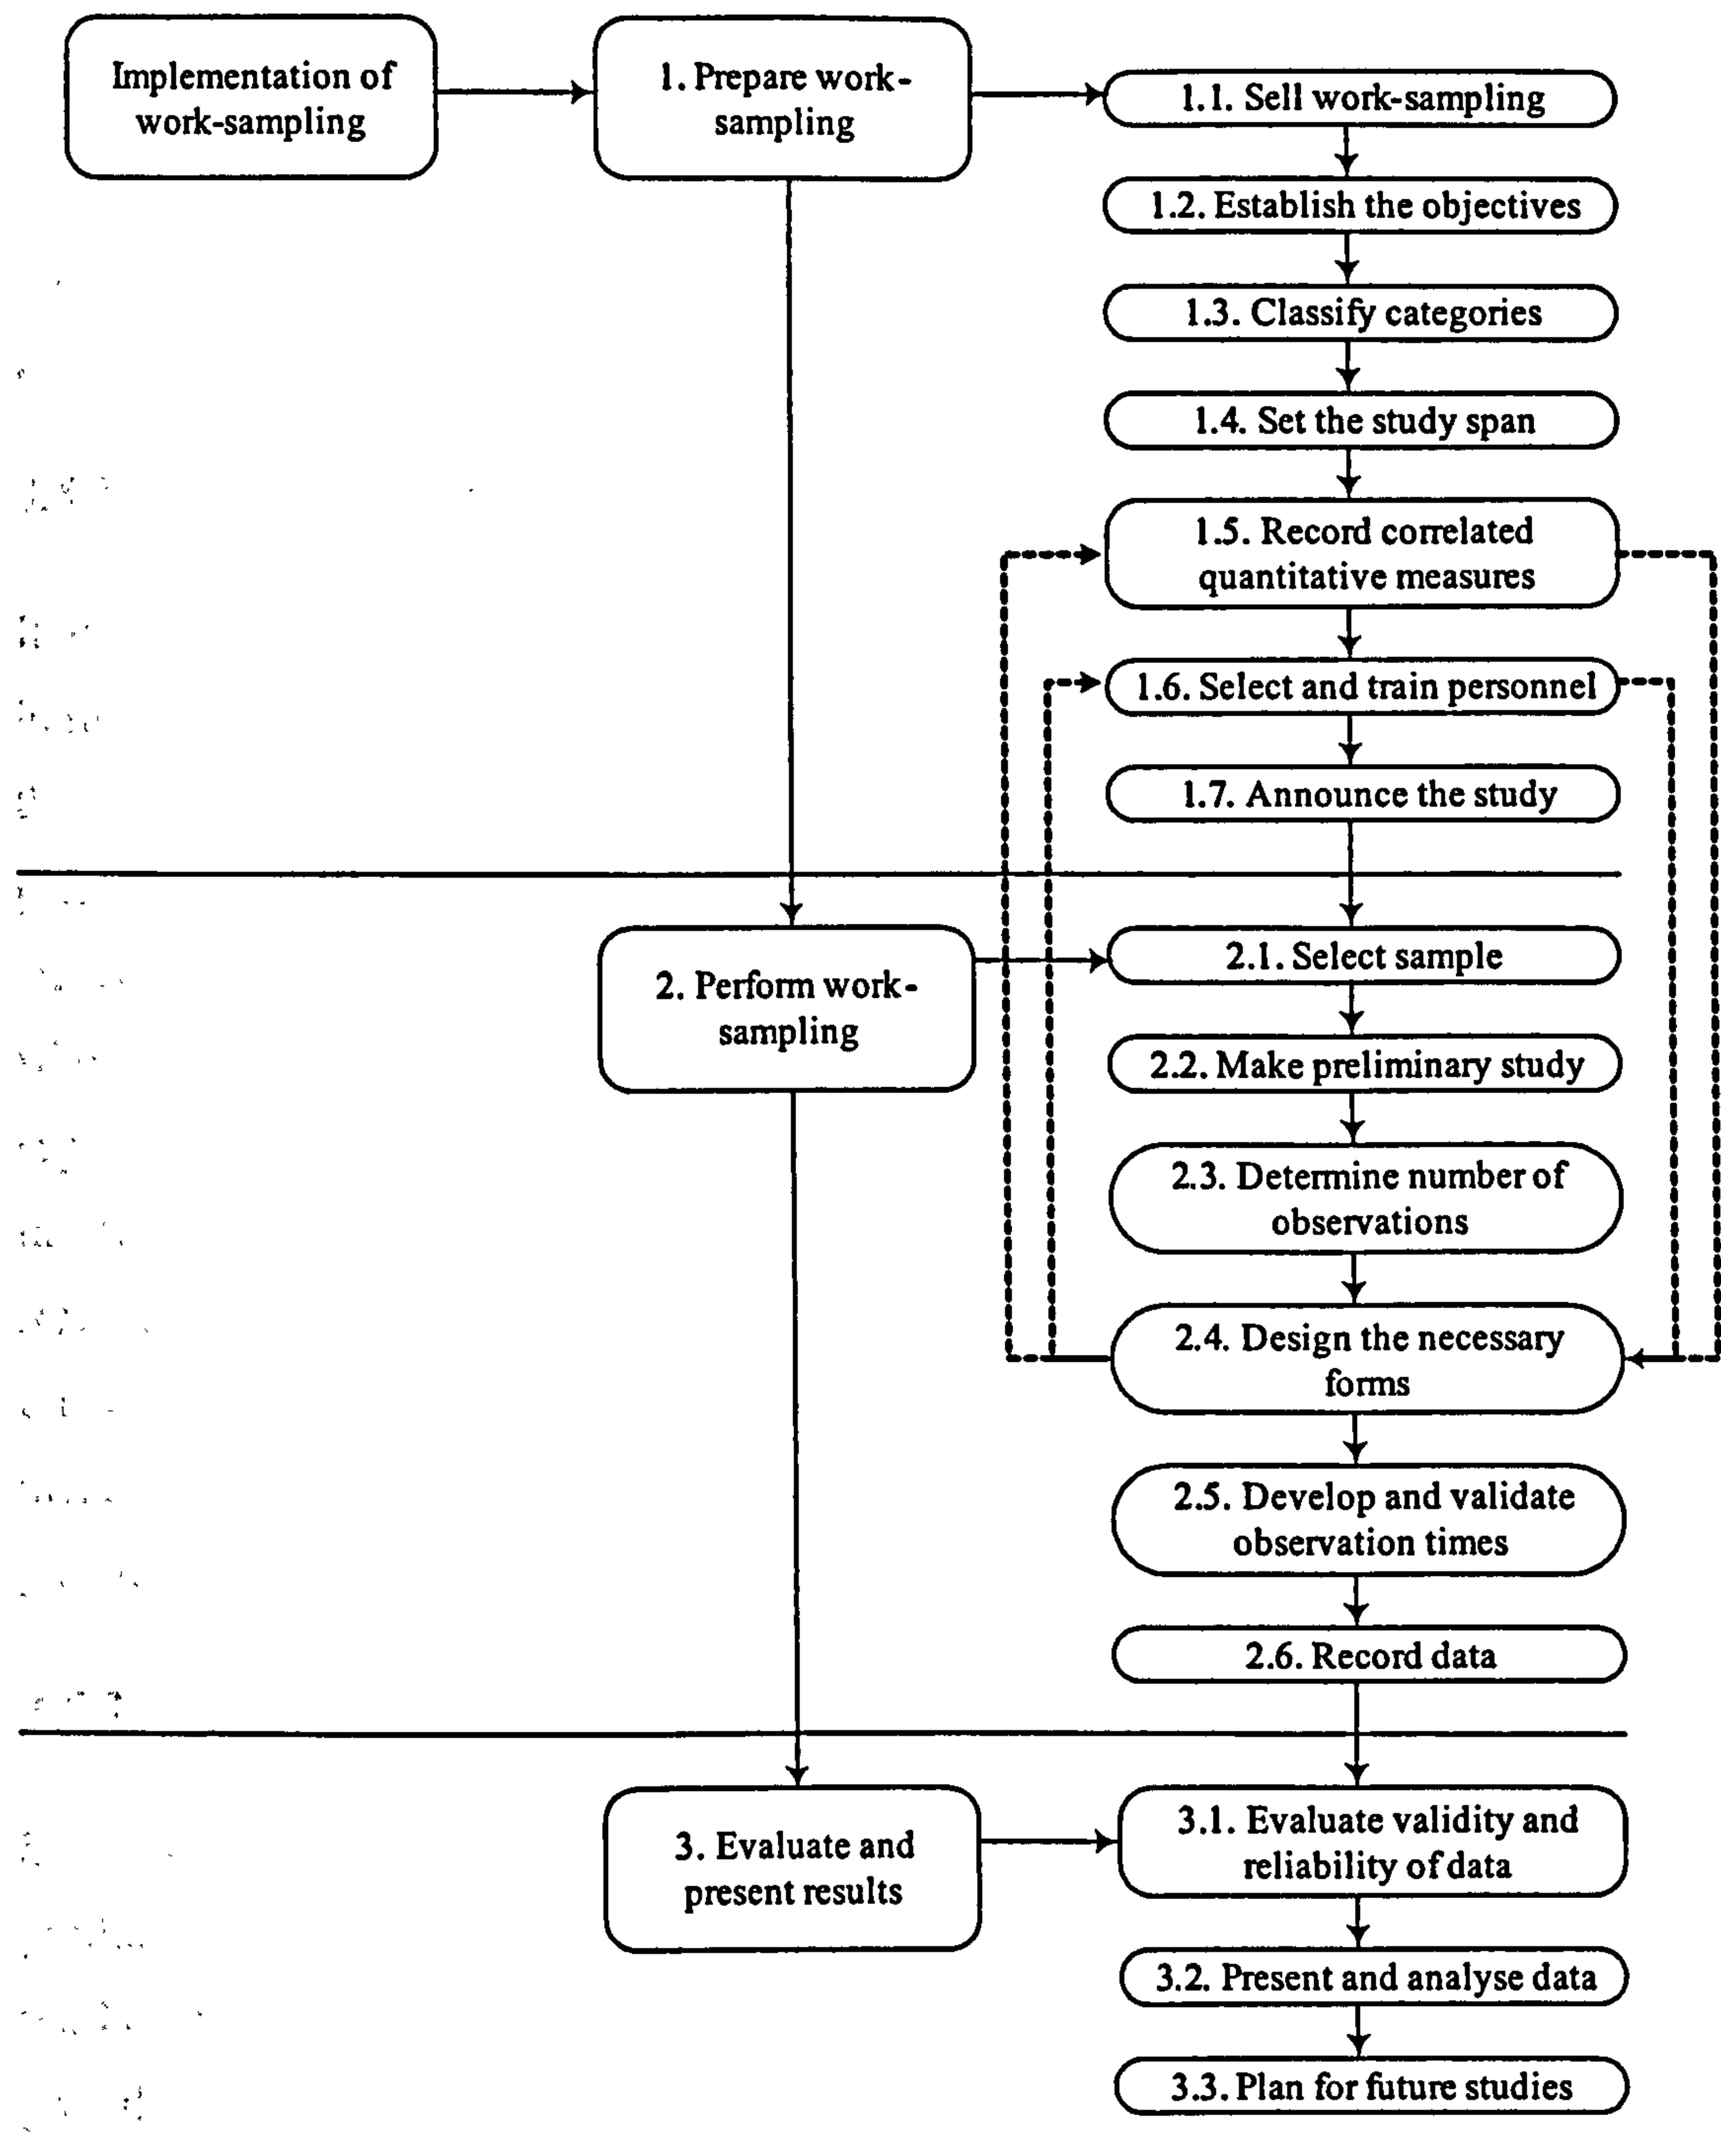 Implementation of
work-sampling
1. Prepare work-
sampling
1.1. Sell work-sampling
1.2. Establish the objectives
1.3. Classify categories
1.4. Set the study span
1.5. Record correlated
quantitative measures
1.6. Select and train personnel
1.7. Announce the study
2. Perform work-
sampling
2.1. Select sample
2.2. Make preliminary study
2.3. Determine number of
observations
2.4. Design the necessary
forms
2.5. Develop and validate
observation times
2.6. Record data
3. Evaluate and
present results
3.1. Evaluate validity and
reliability of data
3.2. Present and analyse data
3.3. Plan for future studies